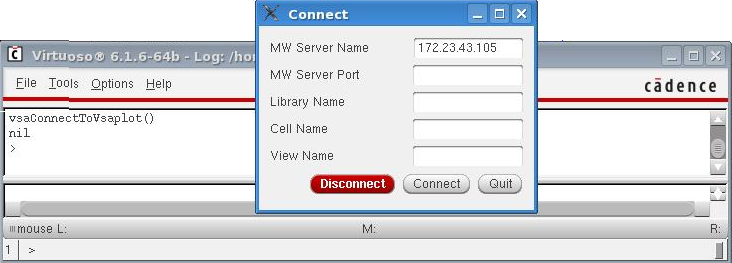 Connect
Virtuoso® 6.1.6-64b - Log: /ho
File Tools Options Help
cādence
vsaConnectToVsaplot()
nil
>
MW Server Name 172.23.43.105
MW Server Port
Library Name
Cell Name
View Name
Disconnect Connect Quit
mouse L: M: R:
1 >